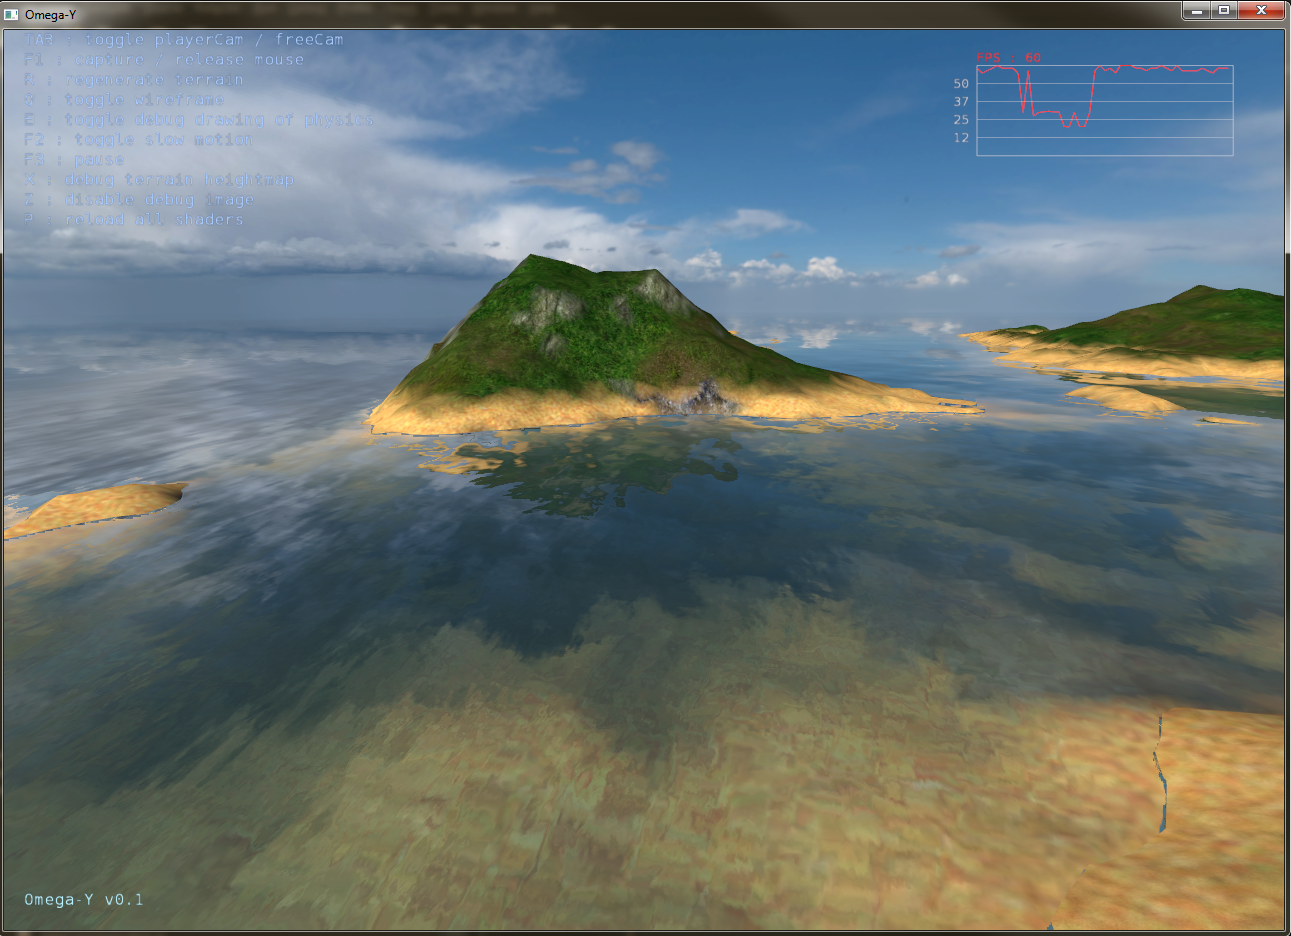 Omega-Y
TAB : toggle playerCam / freeCam
F1 : capture / release mouse
R : regenerate terrain
: toggle wireframe
E : toggle debug drawing of physics
F2 : toggle slow motion
F3 : pause
X : debug terrain heightmap
: disable debug image
P : reload all shaders
FPS : 60
50
37
25
12
Omega-Y v0.1